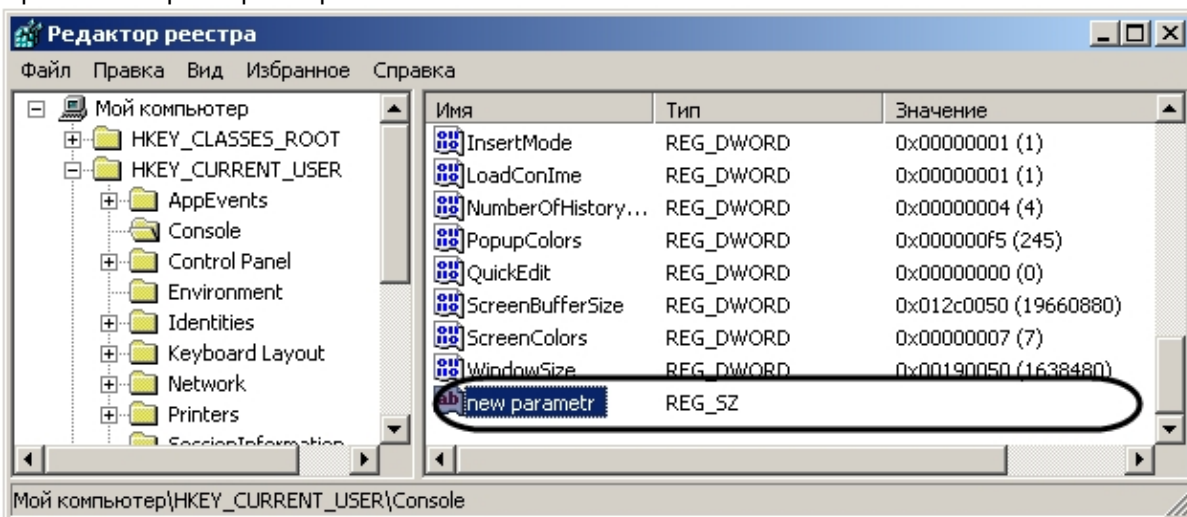 Редактор реестра
Файл Правка Вид Избранное Справка
Мой компьютер
HKEY_CLASSES_ROOT
HKEY_CURRENT_USER
AppEvents
Console
Control Panel
Environment
Identities
Keyboard Layout
Network
Printers
SessionInformation
Имя Тип Значение
InsertMode REG_DWORD 0x00000001 (1)
LoadConIme REG_DWORD 0x00000001 (1)
NumberOfHistory... REG_DWORD 0x00000004 (4)
PopupColors REG_DWORD 0x000000f5 (245)
QuickEdit REG_DWORD 0x00000000 (0)
ScreenBufferSize REG_DWORD 0x012c0050 (19660880)
ScreenColors REG_DWORD 0x00000007 (7)
WindowSize REG_DWORD 0x00190050 (1638480)
new parametr REG_SZ
Мой компьютер\HKEY_CURRENT_USER\Console